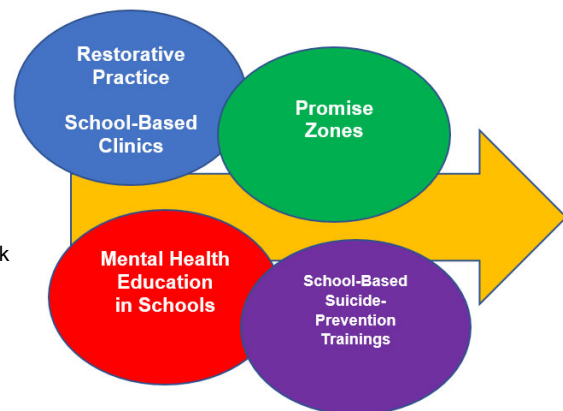 Restorative
Practice
School-Based
Clinics
Promise
Zones
k
Mental Health
Education
in Schools
School-Based
Suicide-
Prevention
Trainings